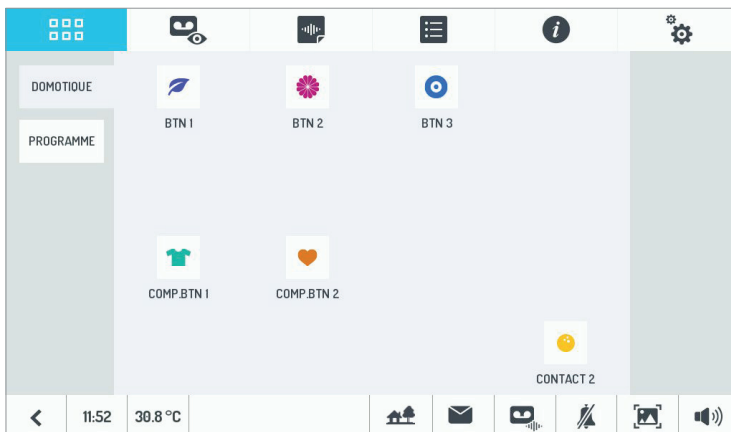 DOMOTIQUE
PROGRAMME
BTN 1
BTN 2
BTN 3
COMP.BTN 1
COMP.BTN 2
CONTACT 2
11:52
30.8 °C